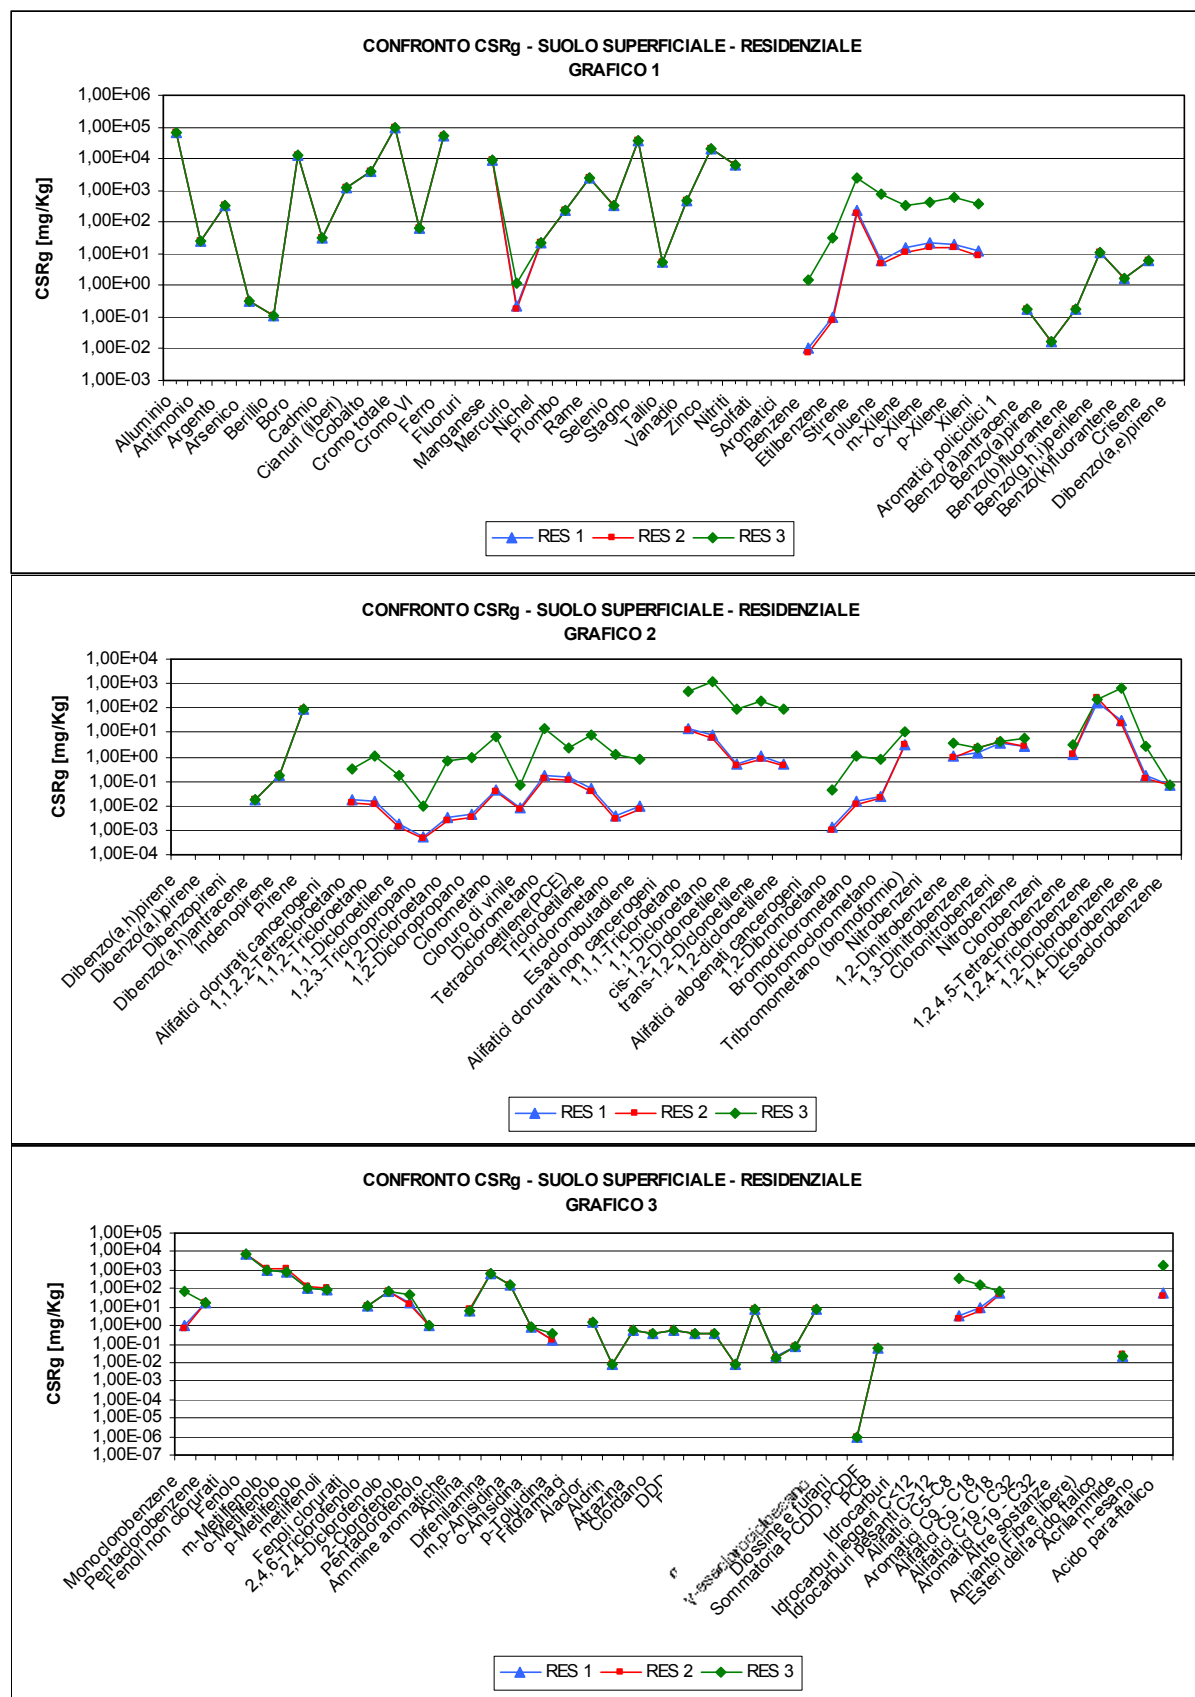 CONFRONTO CSRg - SUOLO SUPERFICIALE - RESIDENZIALE
GRAFICO 1
CSRg [mg/Kg]
1,00E+06
1,00E+05
1,00E+04
1,00E+03
1,00E+02
1,00E+01
1,00E+00
1,00E-01
1,00E-02
1,00E-03
Alluminio
Antimonio
Argento
Arsenico
Berillio
Boro
Cadmio
Cianuri (liberi)
Cobalto
Cromo totale
Cromo VI
Ferro
Fluoruri
Manganese
Mercurio
Nichel
Piombo
Rame
Selenio
Stagno
Tallio
Vanadio
Zinco
Nitriti
Solfati
Aromatici
Benzene
Etilbenzene
Stirene
Toluene
m-Xilene
o-Xilene
p-Xilene
Xileni
Aromatici policiclici 1
Benzo(a)antracene
Benzo(a)pirene
Benzo(b)fluorantene
Benzo(g,h,i)perilene
Benzo(k)fluorantene
Crisene
Dibenzo(a,e)pirene
RES 1 RES 2 RES 3
CONFRONTO CSRg - SUOLO SUPERFICIALE - RESIDENZIALE
GRAFICO 2
CSRg [mg/Kg]
1,00E+04
1,00E+03
1,00E+02
1,00E+01
1,00E+00
1,00E-01
1,00E-02
1,00E-03
1,00E-04
Dibenzo(a,h)pirene
Dibenzo(a,l)pirene
Dibenzopireni
Dibenzo(a,h)antracene
Indenopirene
Pirene
Alifatici clorurati cancerogeni
1,1,2,2-Tetracloroetano
1,1,2-Tricloroetano
1,1-Dicloroetilene
1,2,3-Tricloropropano
1,2-Dicloroetano
1,2-Dicloropropano
Clorometano
Cloruro di vinile
Diclorometano
Tetracloroetilene(PCE)
Tricloroetilene
Triclorometano
Esaclorobutadiene
Alifatici clorurati non cancerogeni
1,1,1-Tricloroetano
1,1-Dicloroetano
cis-1,2-Dicloroetilene
trans-1,2-Dicloroetilene
1,2-dicloroetilene
Alifatici alogenati cancerogeni
1,2-Dibromoetano
Bromodiclorometano
Dibromoclorometano
Tribromometano (bromoformio)
Nitrobenzeni
1,2-Dinitrobenzene
1,3-Dinitrobenzene
Cloronitrobenzeni
Nitrobenzene
Clorobenzeni
1,2,4,5-Tetraclorobenzene
1,2,4-Triclorobenzene
1,2-Diclorobenzene
1,4-Diclorobenzene
Esaclorobenzene
RES 1 RES 2 RES 3
CONFRONTO CSRg - SUOLO SUPERFICIALE - RESIDENZIALE
GRAFICO 3
CSRg [mg/Kg]
1,00E+05
1,00E+04
1,00E+03
1,00E+02
1,00E+01
1,00E+00
1,00E-01
1,00E-02
1,00E-03
1,00E-04
1,00E-05
1,00E-06
1,00E-07
Monoclorobenzene
Pentaclorobenzene
Fenoli non clorurati
Fenolo
m-Metilfenolo
o-Metilfenolo
p-Metilfenolo
p metilfenoli
Fenoli clorurati
2,4,6-Triclorofenolo
2,4-Diclorofenolo
2-Clorofenolo
Pentaclorofenolo
Ammine aromatiche
Anilina
Difenilamina
m,p-Anisidina
o-Anisidina
p-Toluidina
Fitofarmaci
Alaclor
Aldrin
Atrazina
Clordano
Diossine e furani
Sommatoria PCDD,PCDF
PCB
Idrocarburi
Idrocarburi leggeri C<12
Idrocarburi pesanti C>12
Alifatici C5-C8
Aromatici C9 - C18
Alifatici C9 - C18
Alifatici C19 - C32
Aromatici C19 - C32
Altre sostanze
Amianto (Fibre libere)
Esteri dell'acido ftalico
Acrilammide
n-esano
Acido para-ftalico
RES 1 RES 2 RES 3